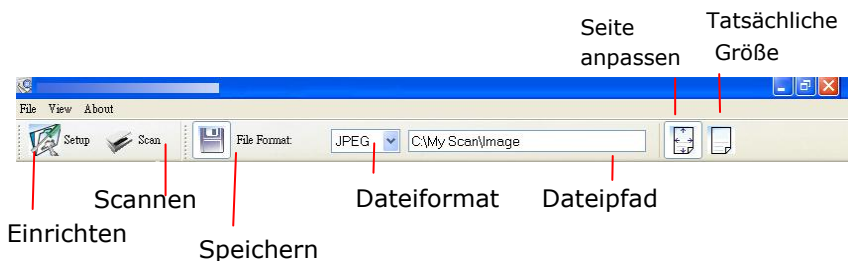 Seite
anpassen
Tatsächliche
Größe
File View About
Setup Scan File Format: JPEG C:\My Scan\Image
Scannen
Dateiformat
Dateipfad
Einrichten
Speichern